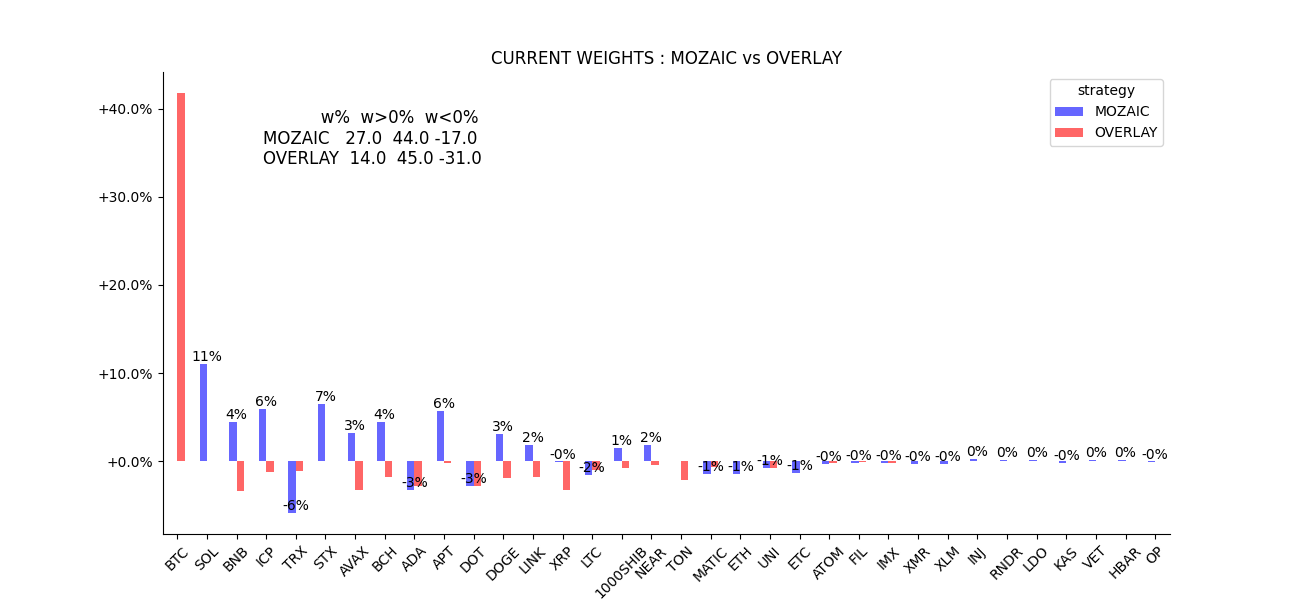 CURRENT WEIGHTS : MOZAIC vs OVERLAY
strategy
MOZAIC
OVERLAY
w% w>0% w<0%
MOZAIC 27.0 44.0 -17.0
OVERLAY 14.0 45.0 -31.0
+40.0%
+30.0%
+20.0%
+10.0%
+0.0%
11%
4%
6%
-6%
7%
3%
4%
-3%
6%
-3%
3%
2%
-0%
-2%
1%
2%
-1%
-1%
-1%
-1%
-0%
-0%
-0%
-0%
-0%
0%
0%
0%
-0%
0%
0%
-0%
BTC
SOL
BNB
ICP
TRX
STX
AVAX
BCH
ADA
APT
DOT
DOGE
LINK
XRP
LTC
1000SHIB
NEAR
TON
MATIC
ETH
UNI
ETC
ATOM
FIL
IMX
XMR
XLM
INJ
RNDR
LDO
KAS
VET
HBAR
OP